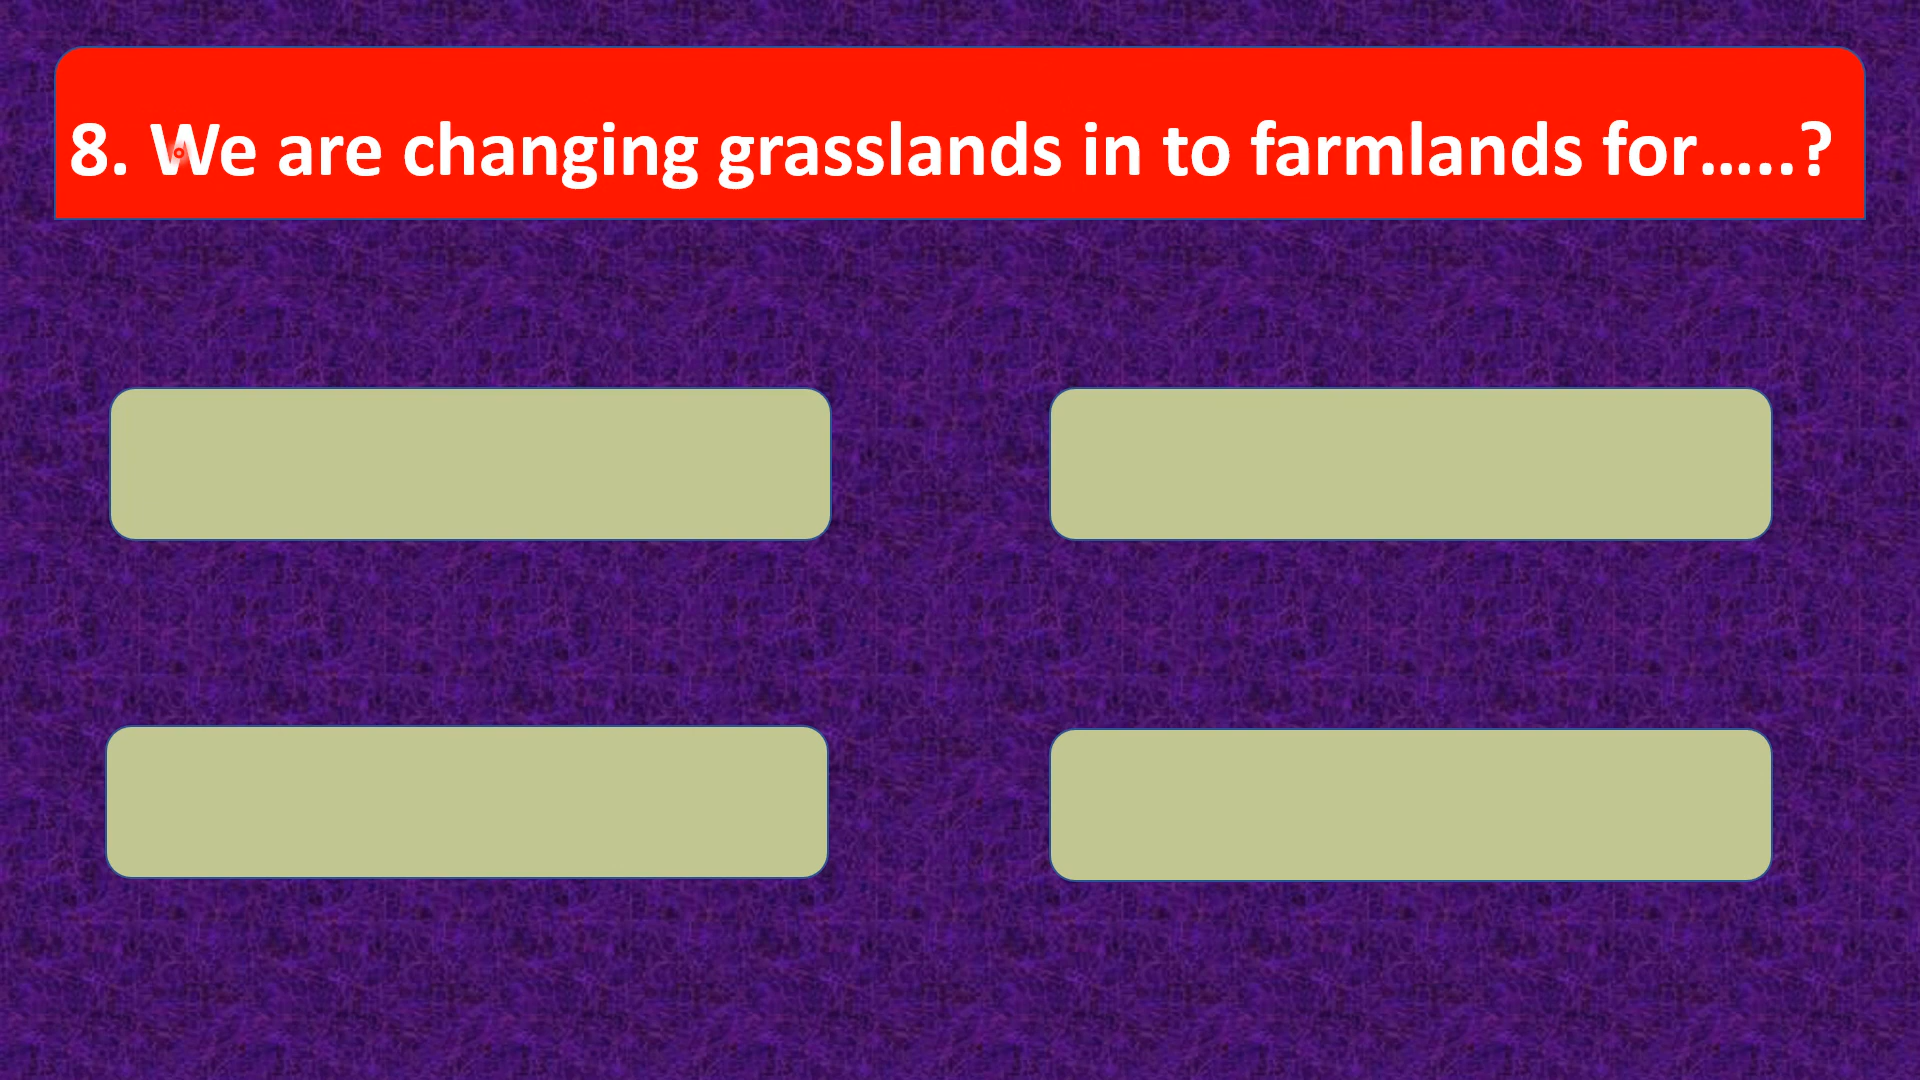 8. We are changing grasslands in to farmlands for.....?